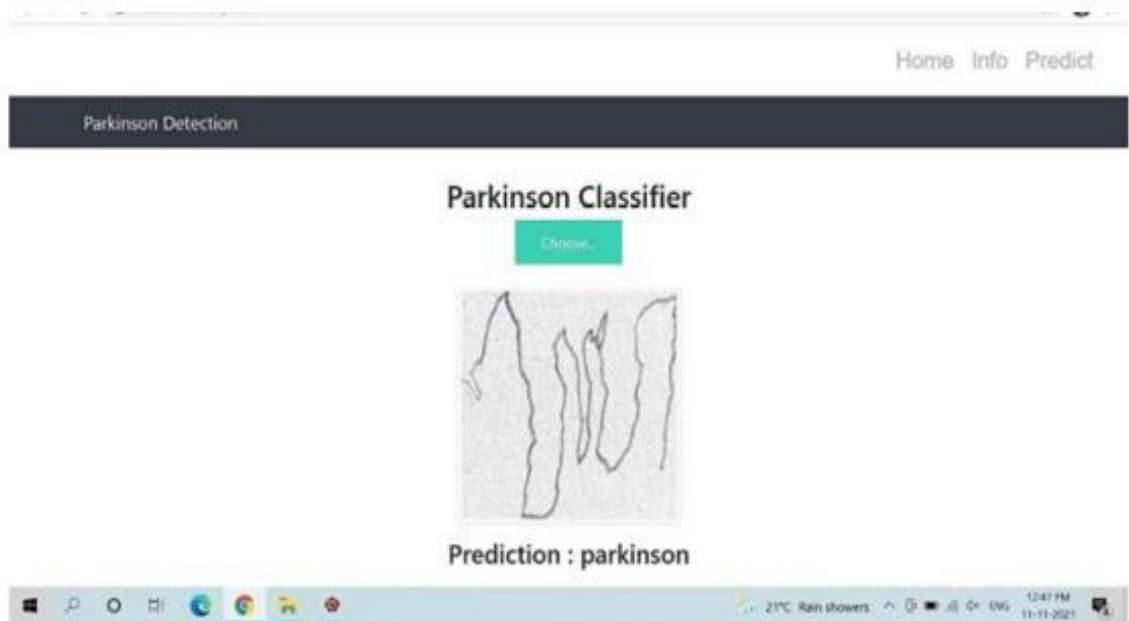 Home Info Predict
Parkinson Detection
Parkinson Classifier
Choose...
Prediction : parkinson
21°C Rain showers ENG
12:47 PM
11-11-2021